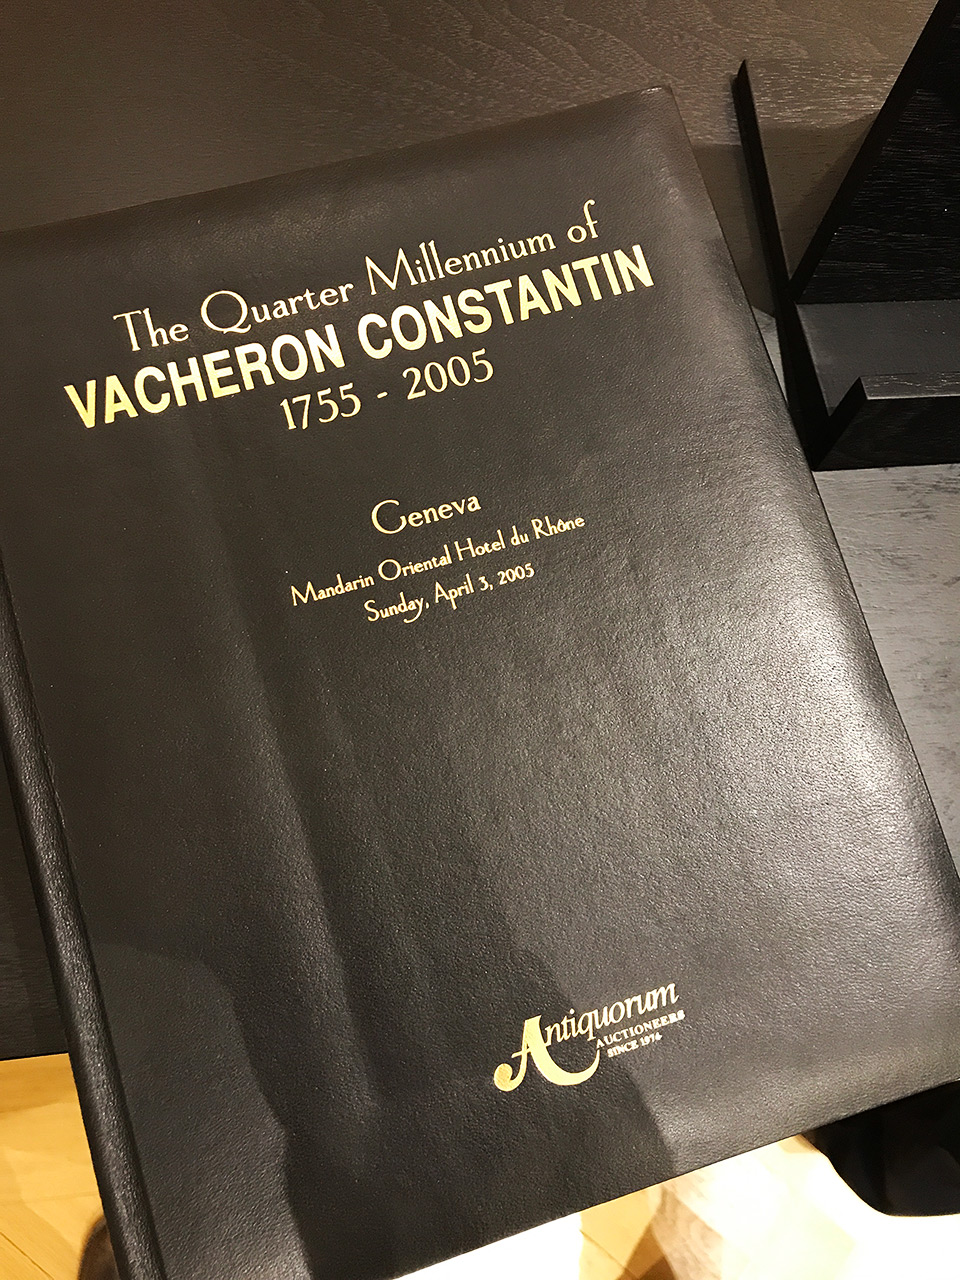 The Quarter Millennium of
VACHERON CONSTANTIN
1755 - 2005
Geneva
Mandarin Oriental Hotel du Rhône
Sunday, April 3, 2005
Antiquorum
AUCTIONEERS
SINCE 1974